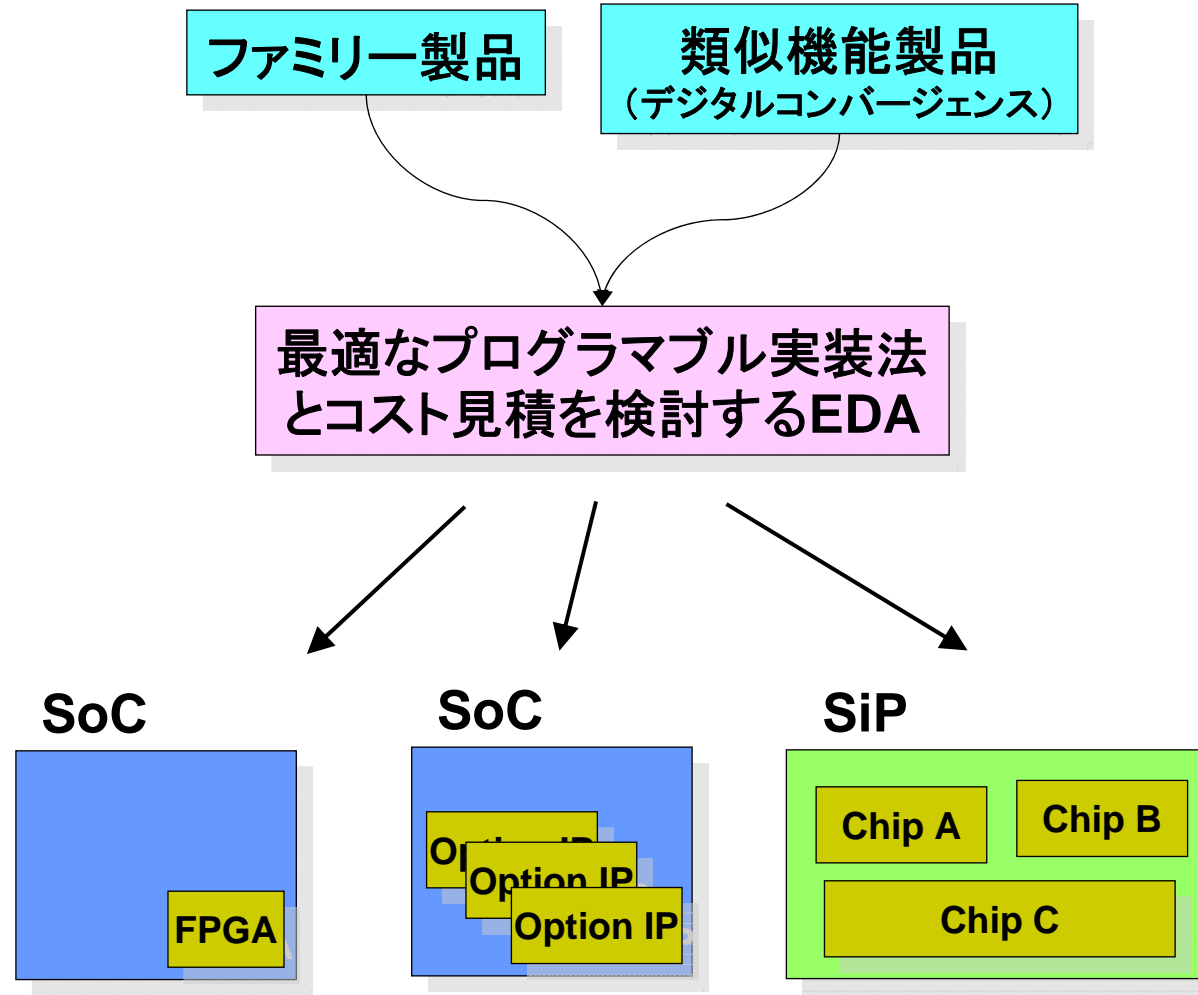 ファミリー製品
類似機能製品
（デジタルコンバージェンス）
最適なプログラマブル実装法
とコスト見積を検討するEDA
SoC
SoC
SiP
FPGA
Option IP
Option IP
Option IP
Chip A
Chip B
Chip C